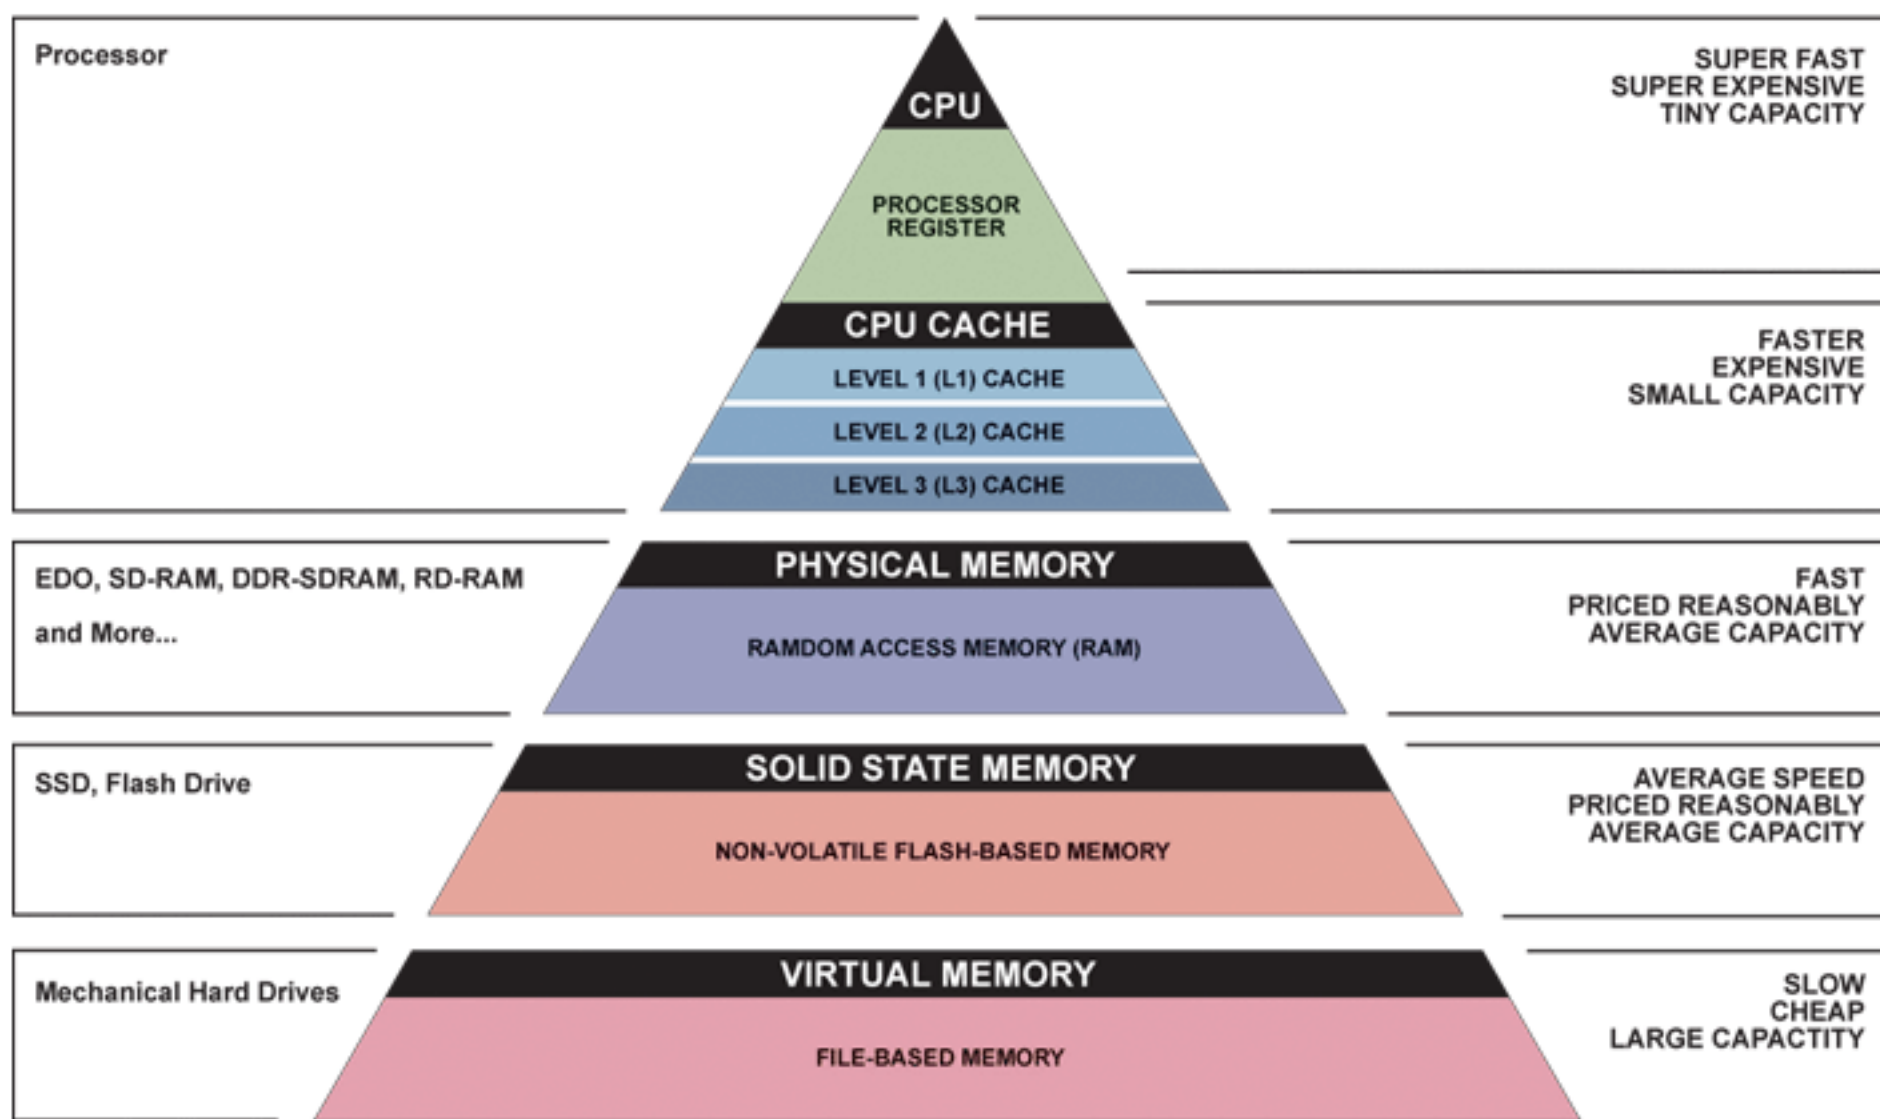 Processor
CPU
SUPER FAST
SUPER EXPENSIVE
TINY CAPACITY
PROCESSOR
REGISTER
CPU CACHE
FASTER
EXPENSIVE
SMALL CAPACITY
LEVEL 1 (L1) CACHE
LEVEL 2 (L2) CACHE
LEVEL 3 (L3) CACHE
EDO, SD-RAM, DDR-SDRAM, RD-RAM
and More...
PHYSICAL MEMORY
RAMDOM ACCESS MEMORY (RAM)
FAST
PRICED REASONABLY
AVERAGE CAPACITY
SSD, Flash Drive
SOLID STATE MEMORY
NON-VOLATILE FLASH-BASED MEMORY
AVERAGE SPEED
PRICED REASONABLY
AVERAGE CAPACITY
Mechanical Hard Drives
VIRTUAL MEMORY
FILE-BASED MEMORY
SLOW
CHEAP
LARGE CAPACTITY